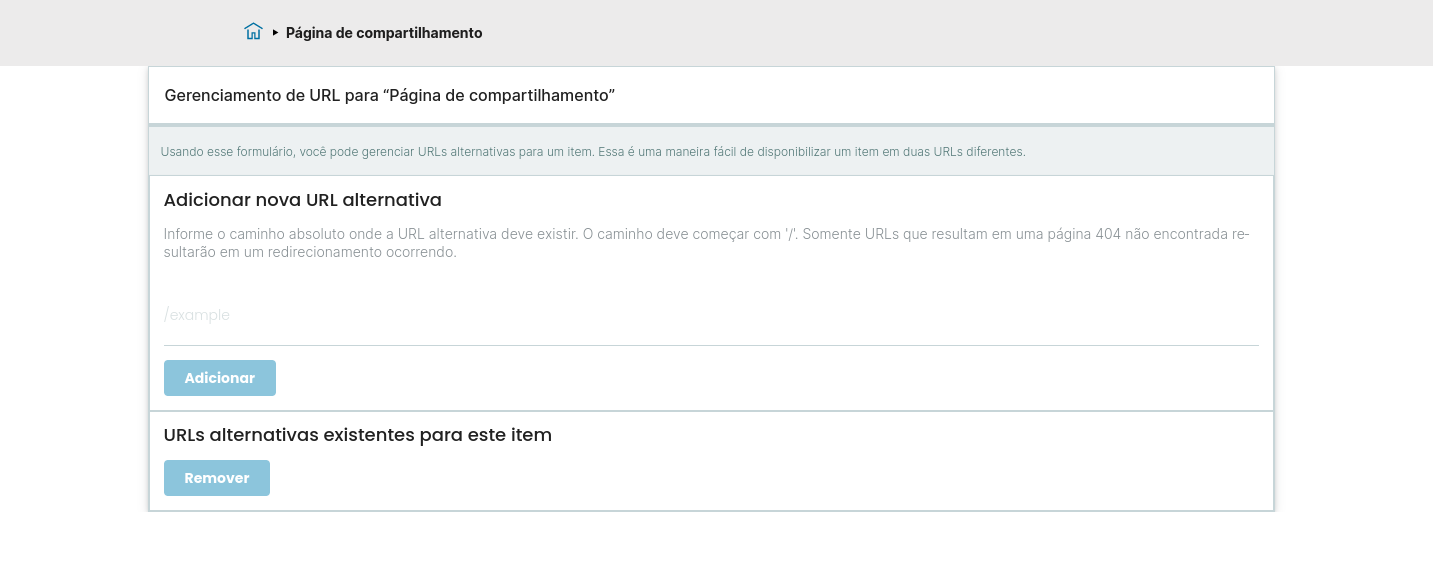 Página de compartilhamento
Gerenciamento de URL para “Página de compartilhamento”
Usando esse formulário, você pode gerenciar URLs alternativas para um item. Essa é uma maneira fácil de disponibilizar um item em duas URLs diferentes.
Adicionar nova URL alternativa
Informe o caminho absoluto onde a URL alternativa deve existir. O caminho deve começar com '/'. Somente URLs que resultam em uma página 404 não encontrada re-
sultarão em um redirecionamento ocorrendo.
/example
Adicionar
URLs alternativas existentes para este item
Remover